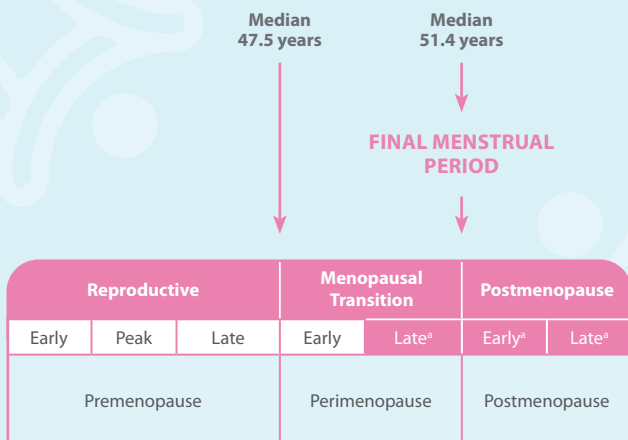 Median
47.5 years
Median
51.4 years
FINAL MENSTRUAL
PERIOD
Reproductive
Menopausal
Transition
Postmenopause
Early Peak Late Early Lateᵃ Earlyᵃ Lateᵃ
Premenopause Perimenopause Postmenopause